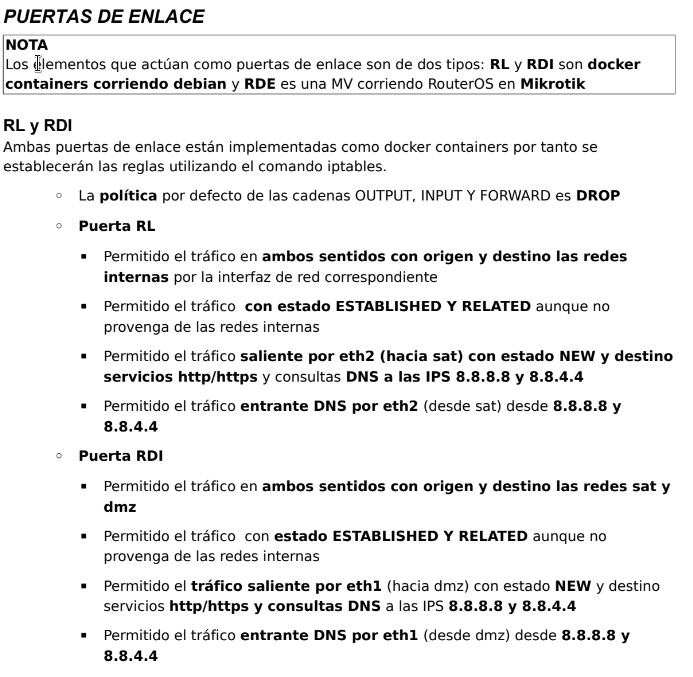 PUERTAS DE ENLACE
NOTA
Los elementos que actúan como puertas de enlace son de dos tipos: RL y RDI son docker
containers corriendo debian y RDE es una MV corriendo RouterOS en Mikrotik
RL y RDI
Ambas puertas de enlace están implementadas como docker containers por tanto se
establecerán las reglas utilizando el comando iptables.
◦ La política por defecto de las cadenas OUTPUT, INPUT Y FORWARD es DROP
◦ Puerta RL
▪ Permitido el tráfico en ambos sentidos con origen y destino las redes
internas por la interfaz de red correspondiente
▪ Permitido el tráfico  con estado ESTABLISHED Y RELATED aunque no
provenga de las redes internas
▪ Permitido el tráfico saliente por eth2 (hacia sat) con estado NEW y destino
servicios http/https y consultas DNS a las IPS 8.8.8.8 y 8.8.4.4
▪ Permitido el tráfico entrante DNS por eth2 (desde sat) desde 8.8.8.8 y
8.8.4.4
◦ Puerta RDI
▪ Permitido el tráfico en ambos sentidos con origen y destino las redes sat y
dmz
▪ Permitido el tráfico  con estado ESTABLISHED Y RELATED aunque no
provenga de las redes internas
▪ Permitido el tráfico saliente por eth1 (hacia dmz) con estado NEW y destino
servicios http/https y consultas DNS a las IPS 8.8.8.8 y 8.8.4.4
▪ Permitido el tráfico entrante DNS por eth1 (desde dmz) desde 8.8.8.8 y
8.8.4.4